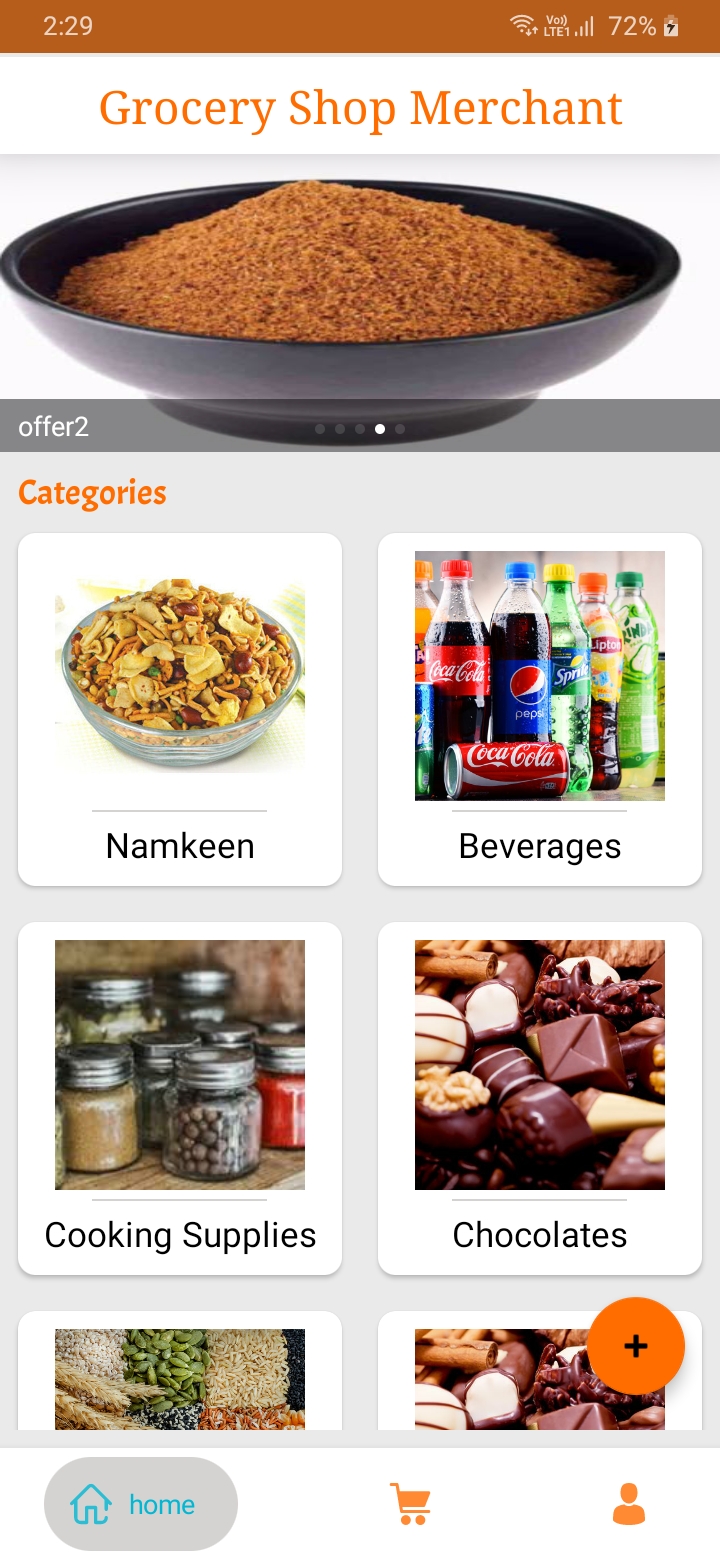 2:29
Vo))
LTE1
72%
Grocery Shop Merchant
offer2
Categories
Coca-Cola
pepsi
Sprite
Lipton
Coca-Cola
Namkeen
Beverages
Cooking Supplies
Chocolates
+
home